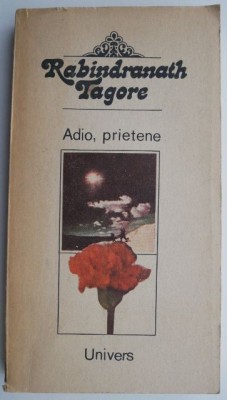 Rabindranath
Tagore
Adio, prietene
Univers